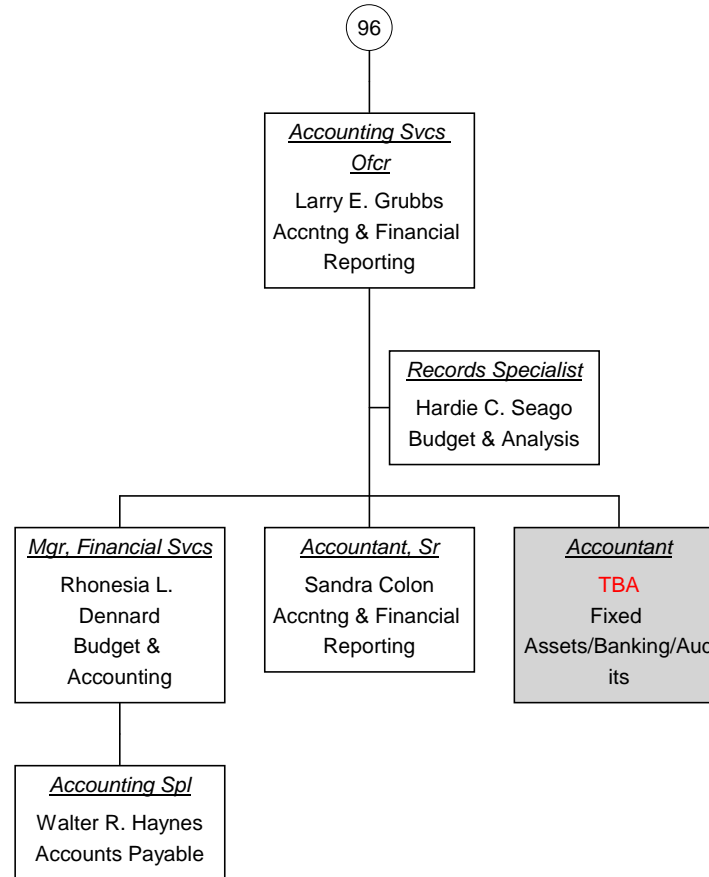 96
Accounting Svcs
Ofcr
Larry E. Grubbs
Accntng & Financial
Reporting
Records Specialist
Hardie C. Seago
Budget & Analysis
Mgr, Financial Svcs
Rhonesia L.
Dennard
Budget &
Accounting
Accountant, Sr
Sandra Colon
Accntng & Financial
Reporting
Accountant
TBA
Fixed
Assets/Banking/Aud
its
Accounting Spl
Walter R. Haynes
Accounts Payable